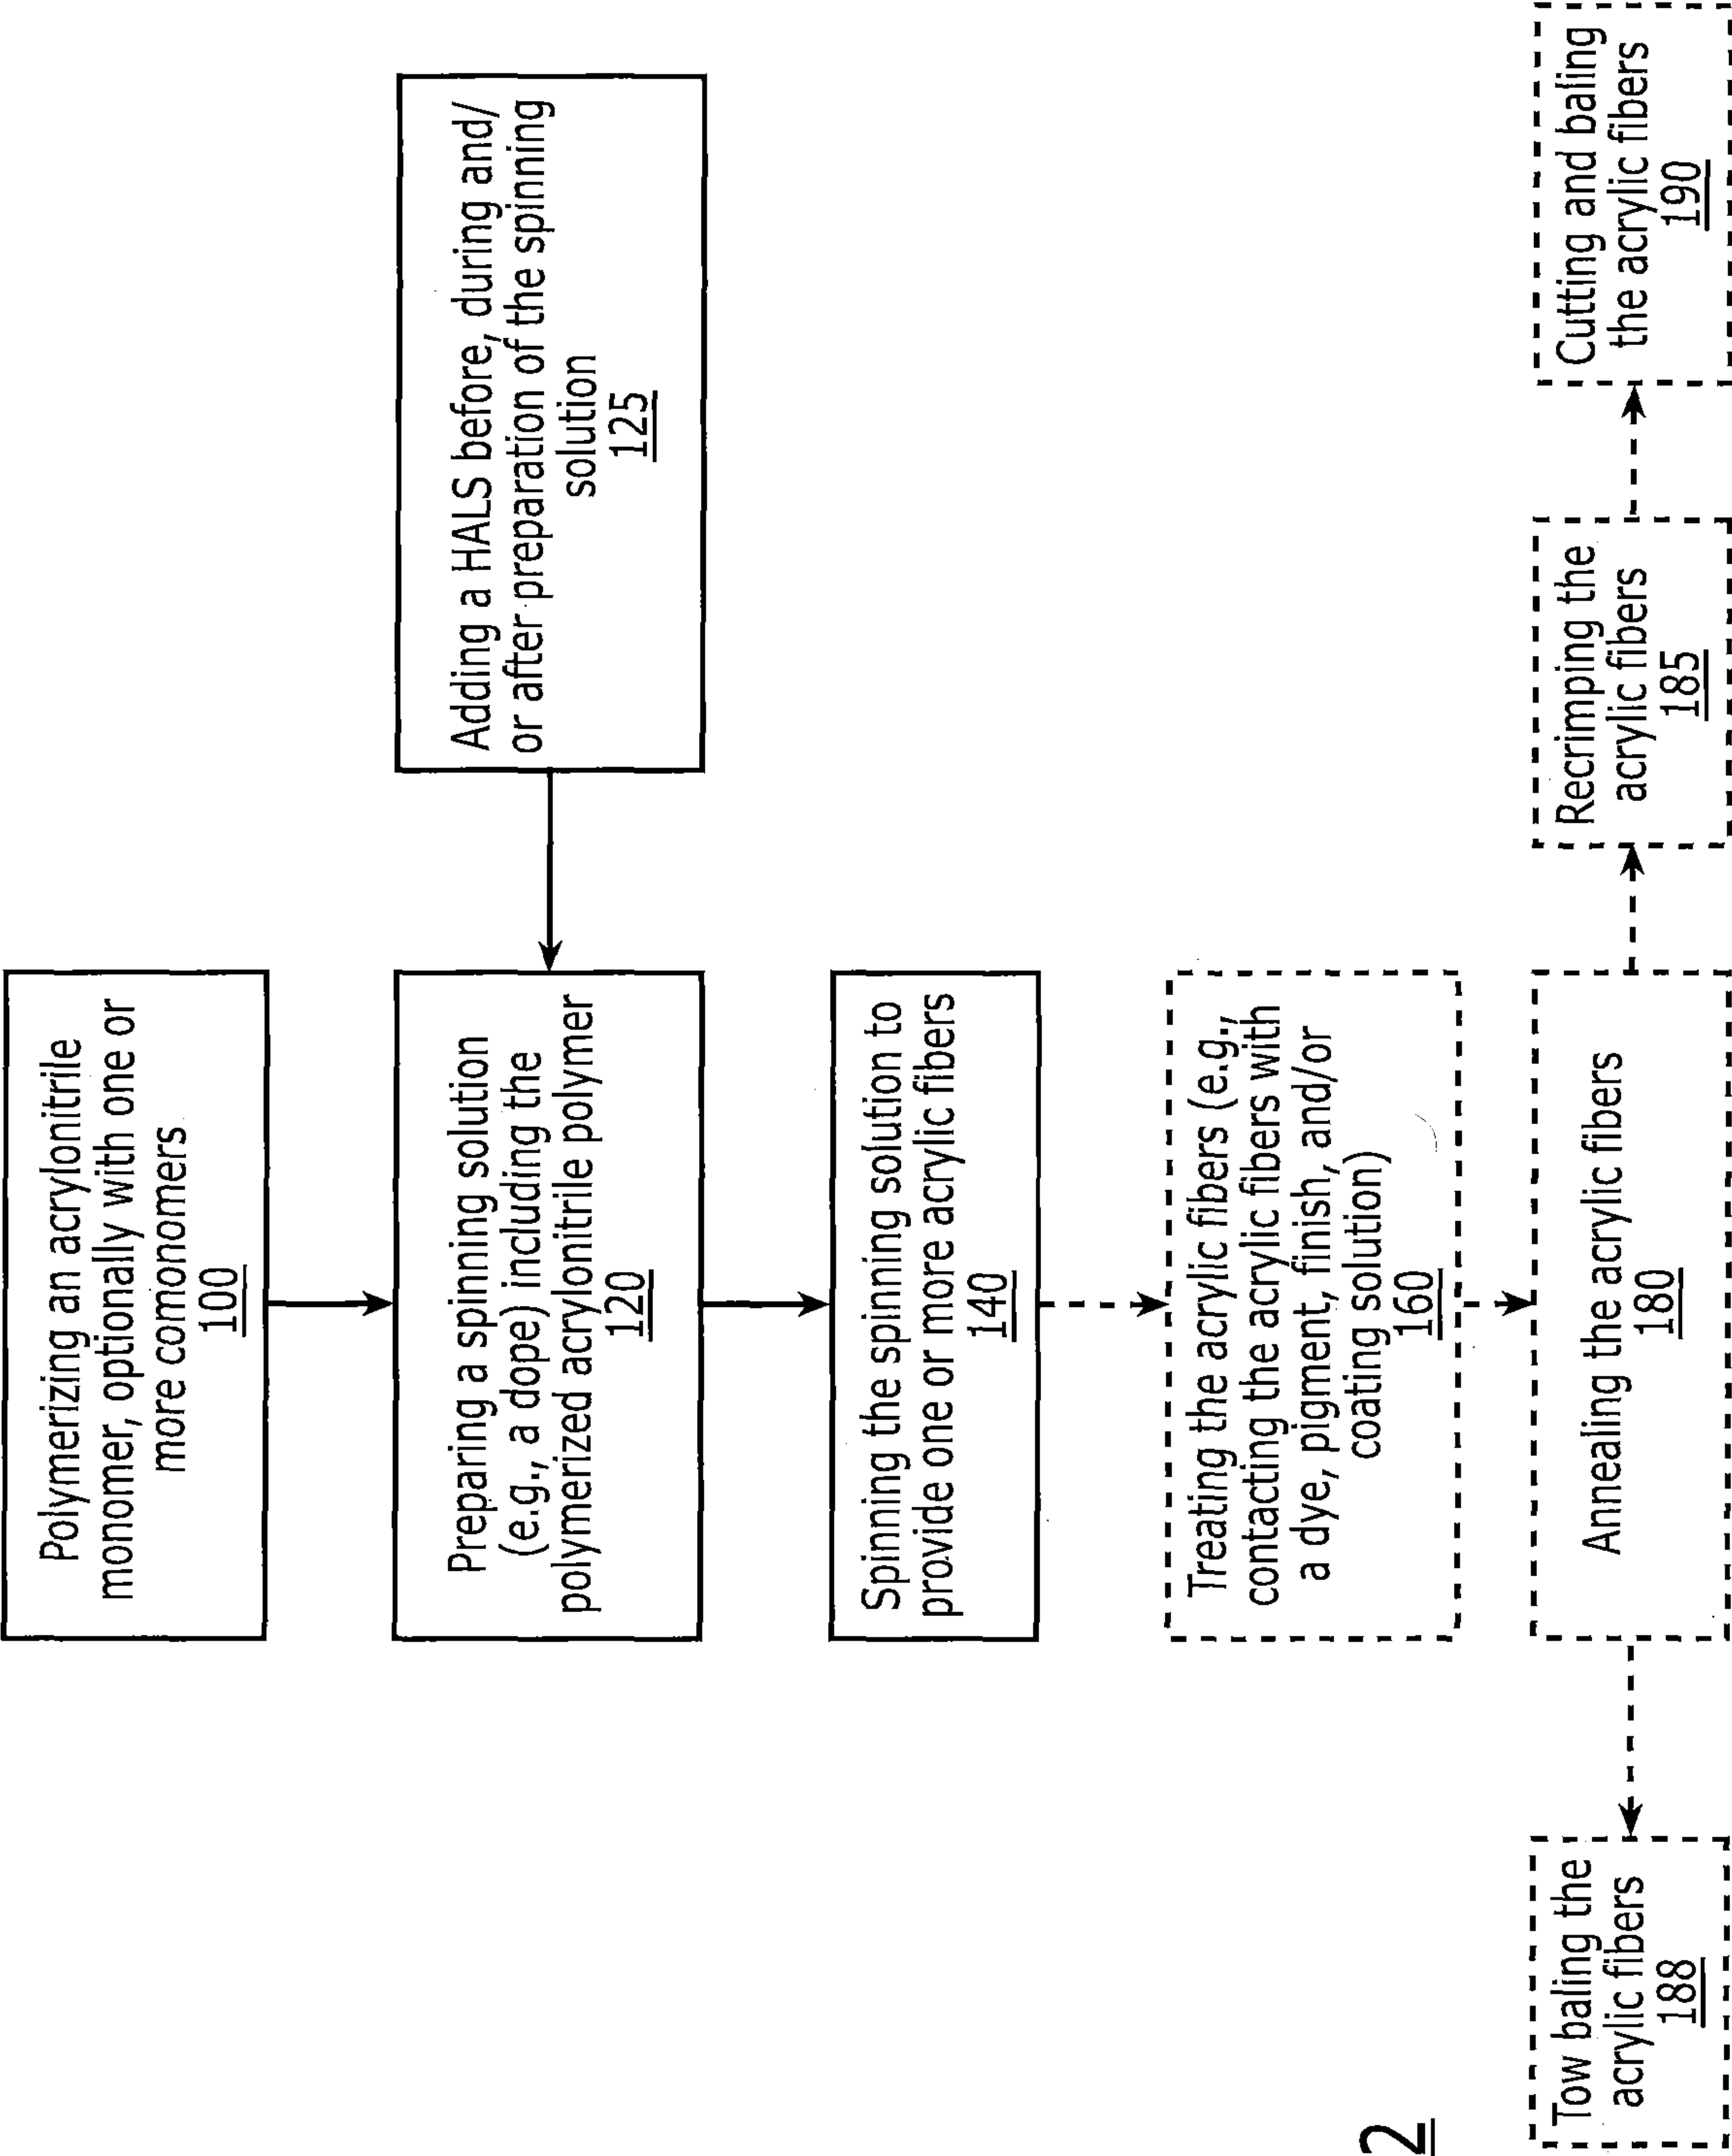 Polymerizing an acrylonitrile
monomer, optionally with one or
more comonomers
100
Adding a HALS before, during and/
or after preparation of the spinning
solution
125
Preparing a spinning solution
(e.g., a dope) including the
polymerized acrylonitrile polymer
120
Spinning the spinning solution to
provide one or more acrylic fibers
140
Treating the acrylic fibers (e.g.,
contacting the acrylic fibers with
a dye, pigment, finish, and/or
coating solution)
160
Annealing the acrylic fibers
180
Tow baling the
acrylic fibers
188
Recrimping the
acrylic fibers
185
Cutting and baling
the acrylic fibers
190
2